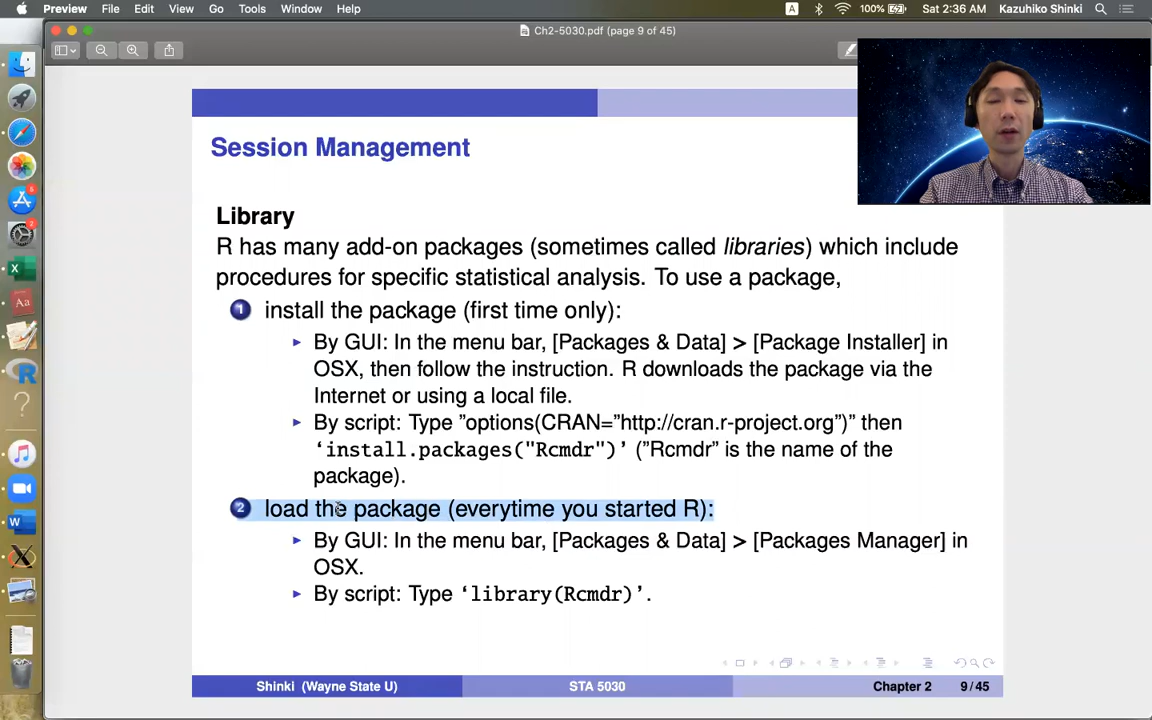 Preview File Edit View Go Tools Window Help
A 100% Sat 2:36 AM Kazuhiko Shinki
Ch2-5030.pdf (page 9 of 45)
Session Management
Library
R has many add-on packages (sometimes called libraries) which include
procedures for specific statistical analysis. To use a package,
1 install the package (first time only):
By GUI: In the menu bar, [Packages & Data] > [Package Installer] in
OSX, then follow the instruction. R downloads the package via the
Internet or using a local file.
By script: Type ”options(CRAN=”http://cran.r-project.org”)” then
‘install.packages("Rcmdr")’ (”Rcmdr” is the name of the
package).
2 load the package (everytime you started R):
By GUI: In the menu bar, [Packages & Data] > [Packages Manager] in
OSX.
By script: Type ‘library(Rcmdr)’.
Shinki (Wayne State U) STA 5030 Chapter 2 9 / 45